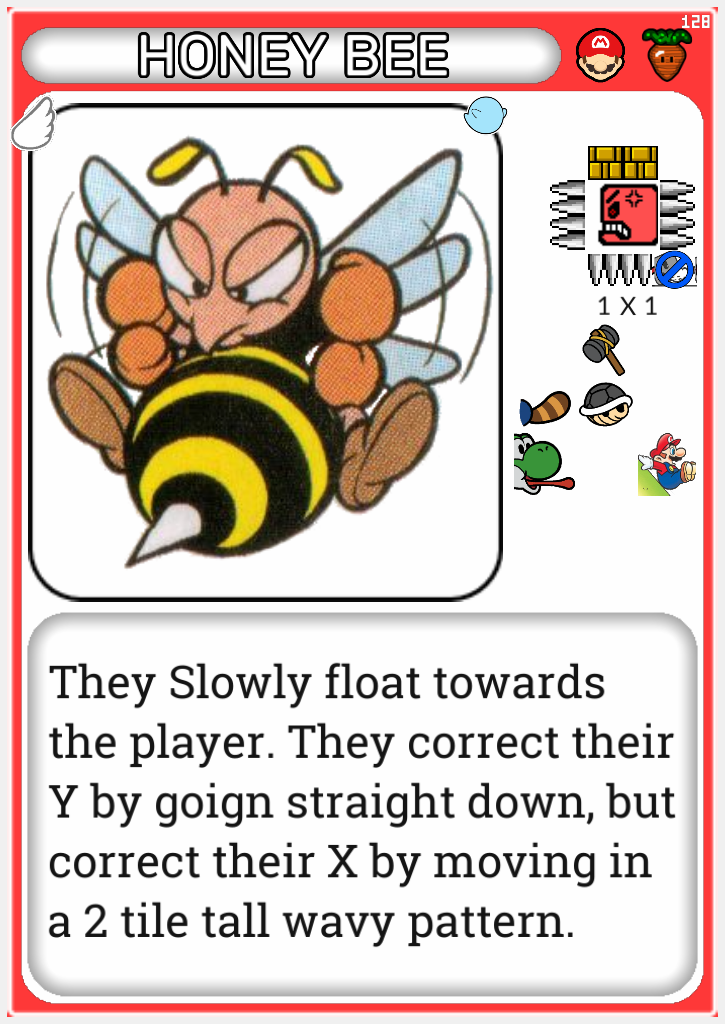 128
HONEY BEE
M
1 X 1
They Slowly float towards
the player. They correct their
Y by goign straight down, but
correct their X by moving in
a 2 tile tall wavy pattern.